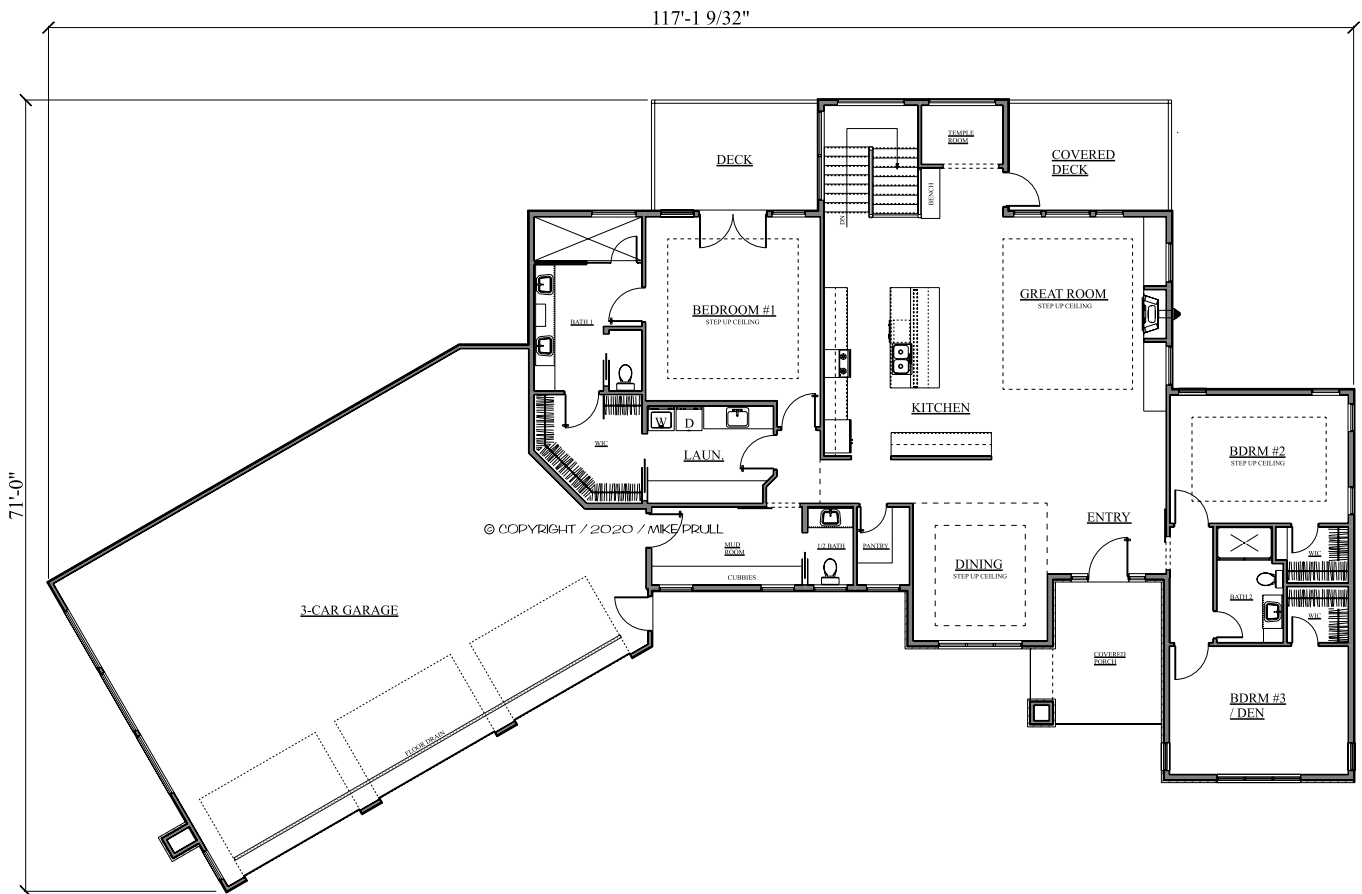 117'-1 9/32"
71'-0"
DECK
TEMPLE
ROOM
COVERED
DECK
BENCH
DN
BEDROOM #1
STEP UP CEILING
GREAT ROOM
STEP UP CEILING
BATH 1
KITCHEN
W
D
WIC
LAUN.
BDRM #2
STEP UP CEILING
ENTRY
© COPYRIGHT / 2020 / MIKE PRULL
MUD
ROOM
1/2 BATH
PANTRY
CUBBIES
DINING
STEP UP CEILING
WIC
BATH 2
WIC
3-CAR GARAGE
COVERED
PORCH
BDRM #3
/ DEN
FLOOR DRAIN